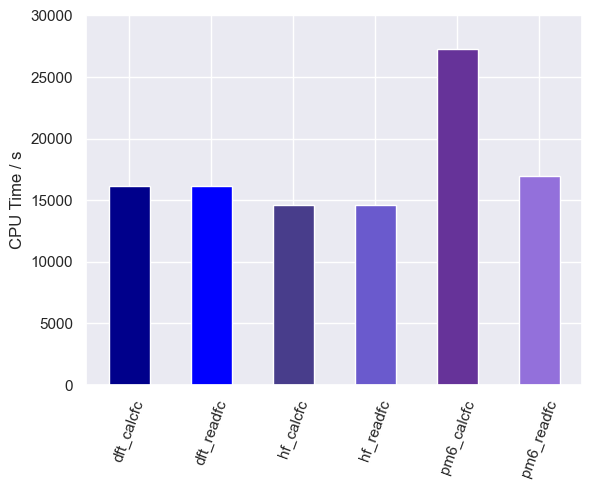 30000
25000
20000
15000
10000
5000
0
CPU Time / s
dft_calcfc
dft_readfc
hf_calcfc
hf_readfc
pm6_calcfc
pm6_readfc